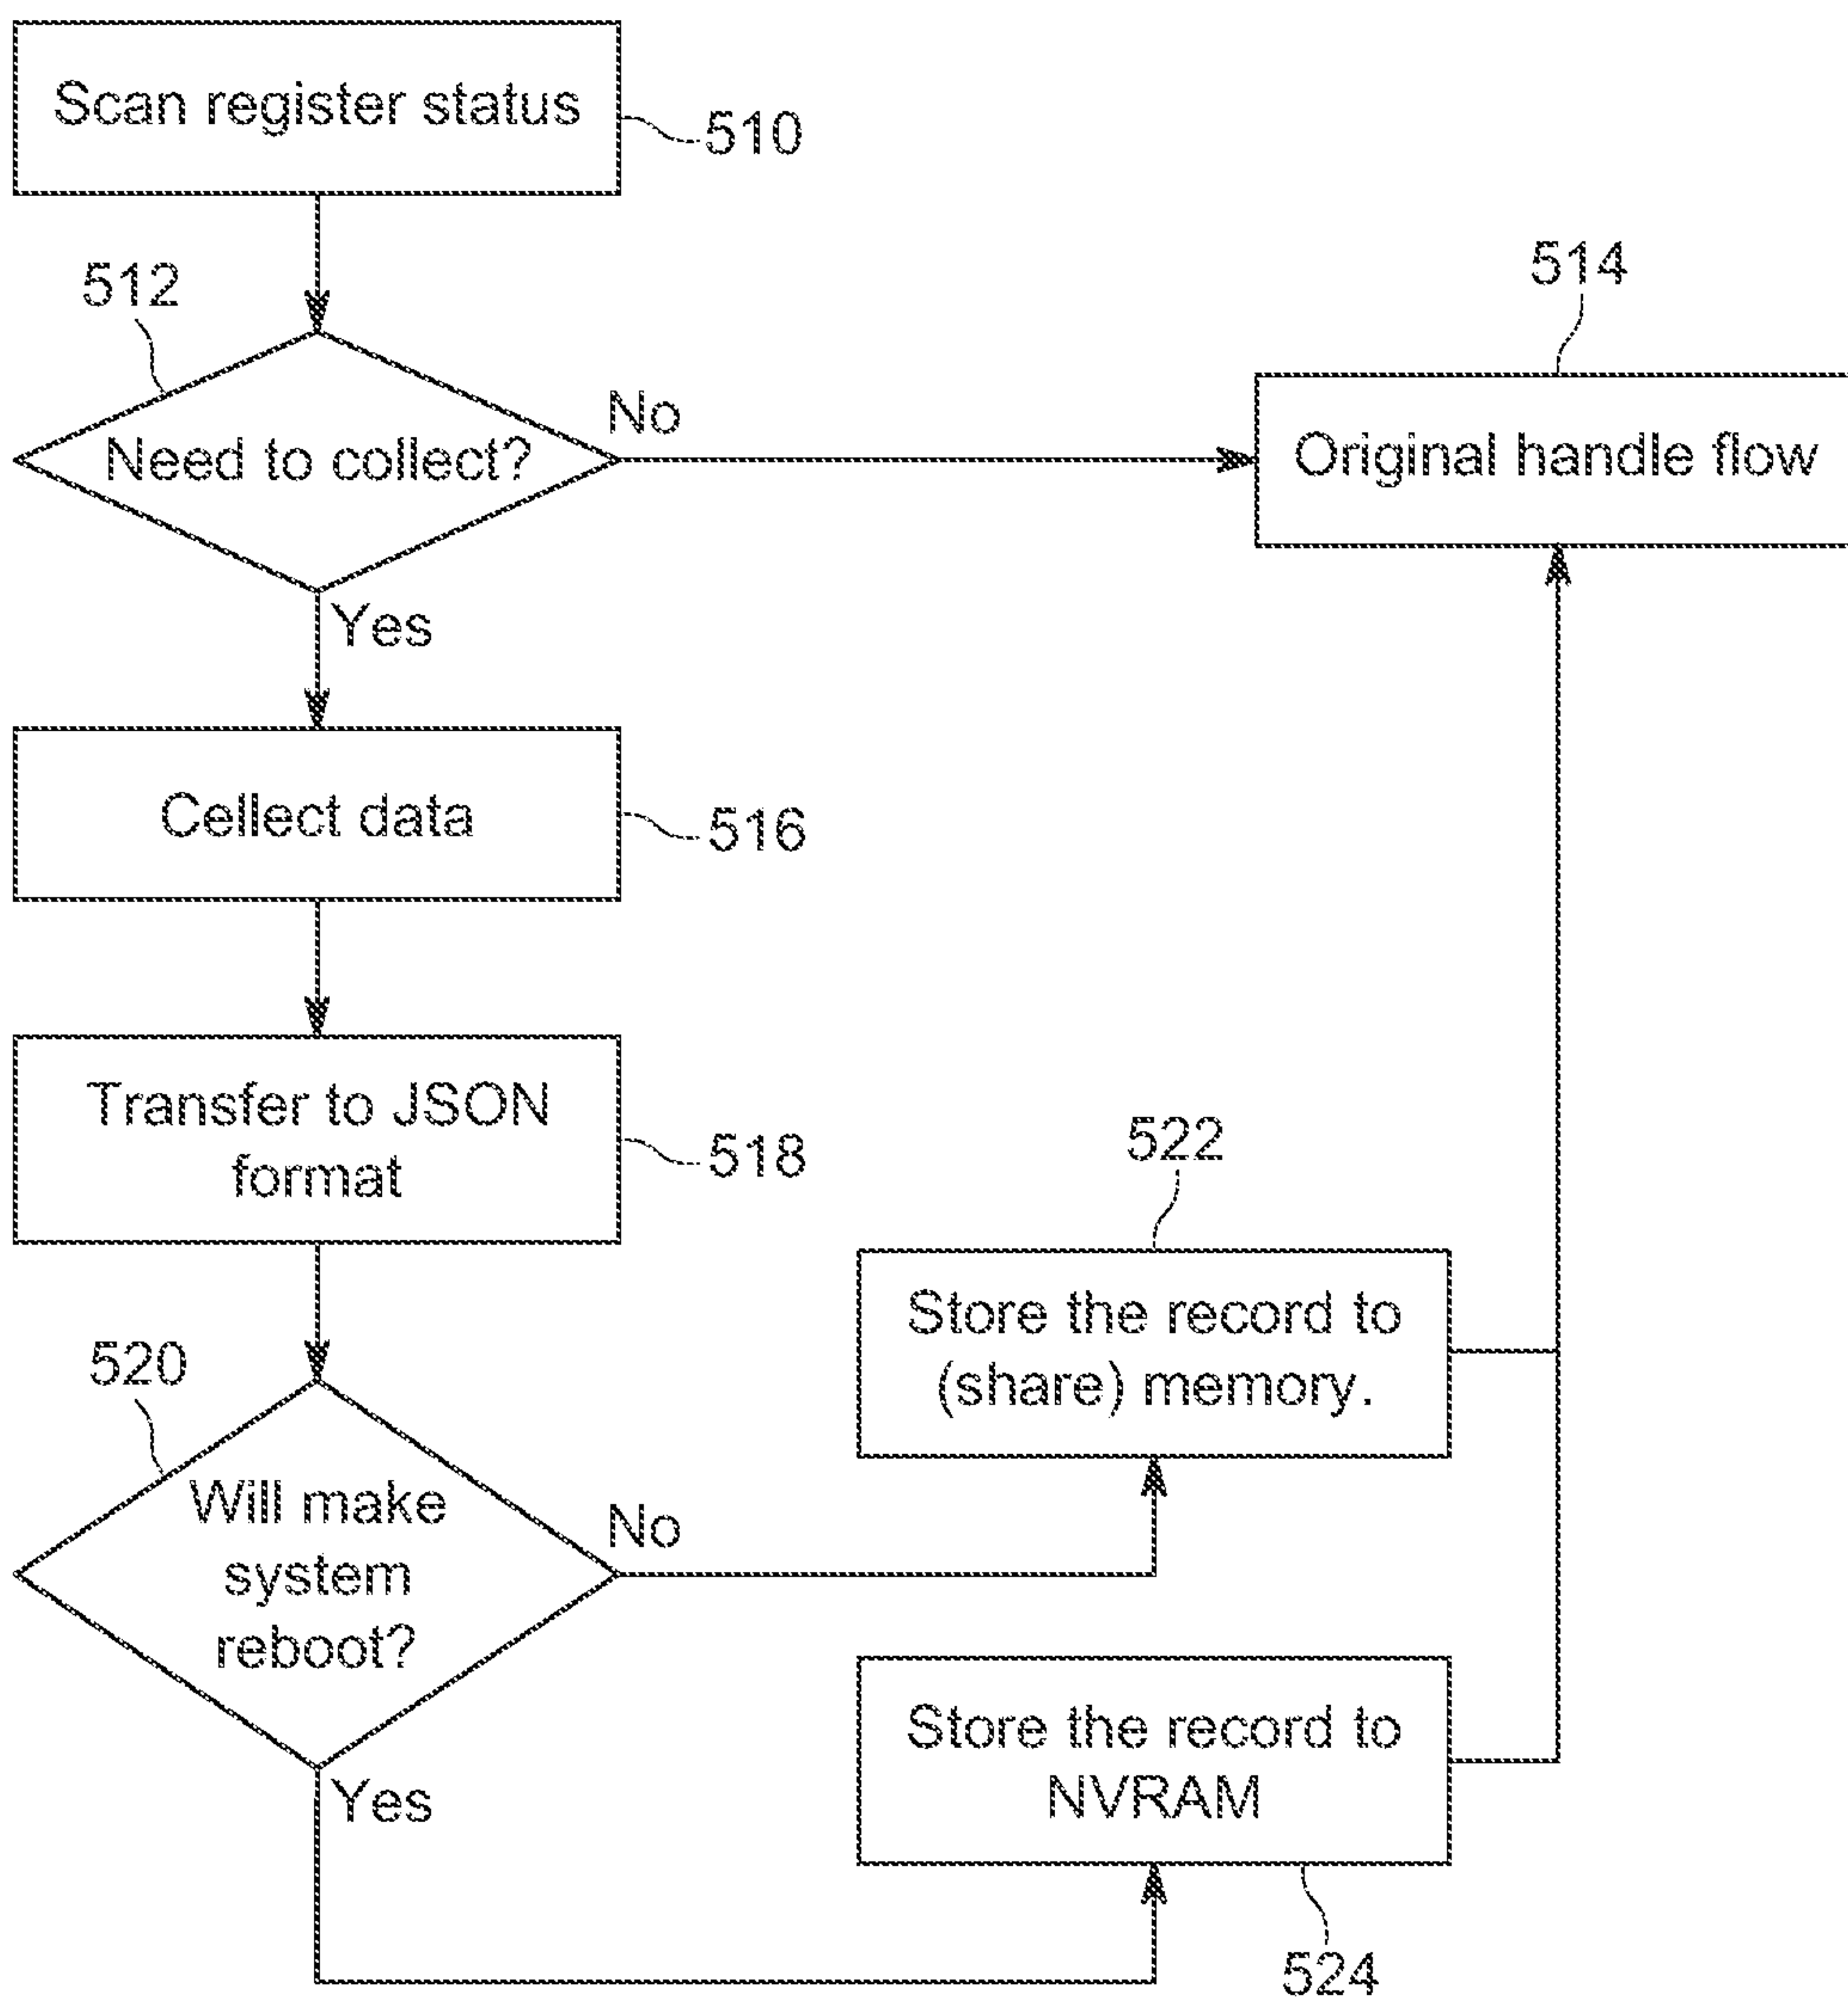 Scan register status
510
512
514
Need to collect?
No
Original handle flow
Yes
Cellect data
516
Transfer to JSON
format
518
522
Store the record to
(share) memory.
520
Will make
system
reboot?
No
Store the record to
NVRAM
Yes
524